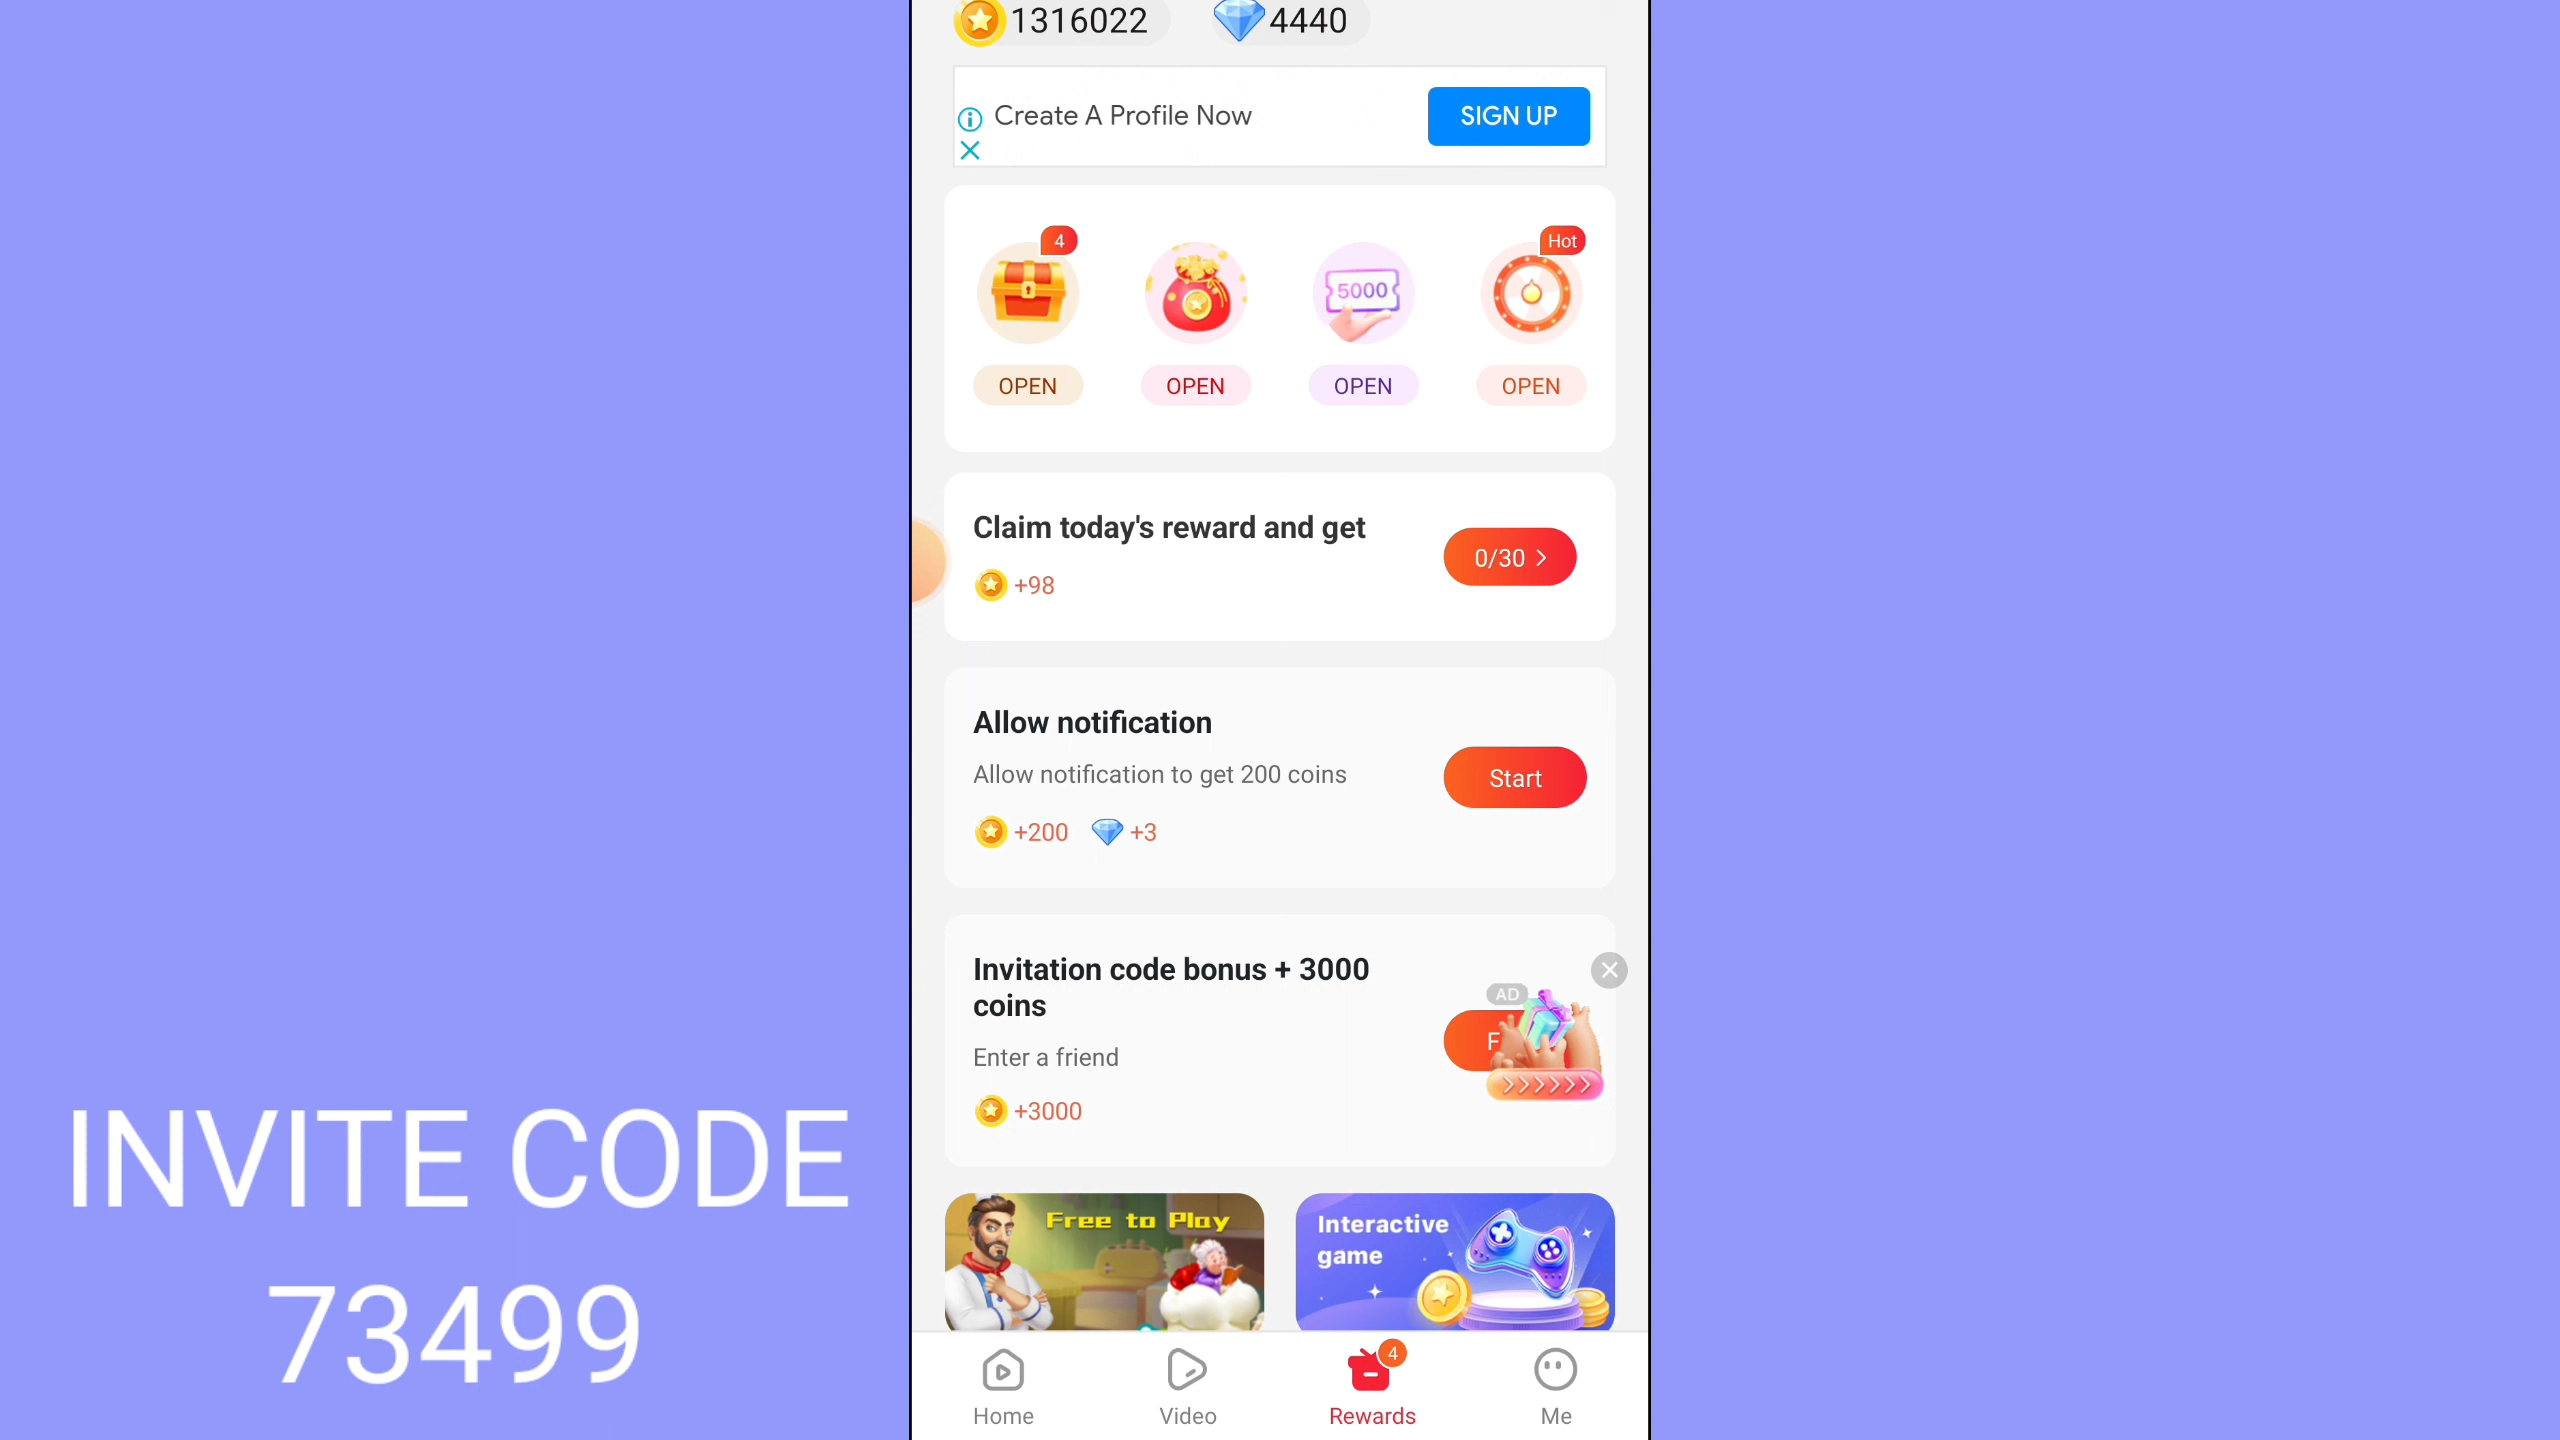 1316022 4440
Create A Profile Now SIGN UP
4 Hot
5000
OPEN OPEN OPEN OPEN
Claim today's reward and get
0/30
+98
Allow notification
Allow notification to get 200 coins
Start
+200 +3
Invitation code bonus + 3000
coins
AD
F
Enter a friend
+3000
INVITE CODE
73499
Free to Play
Interactive
game
4
Home Video Rewards Me